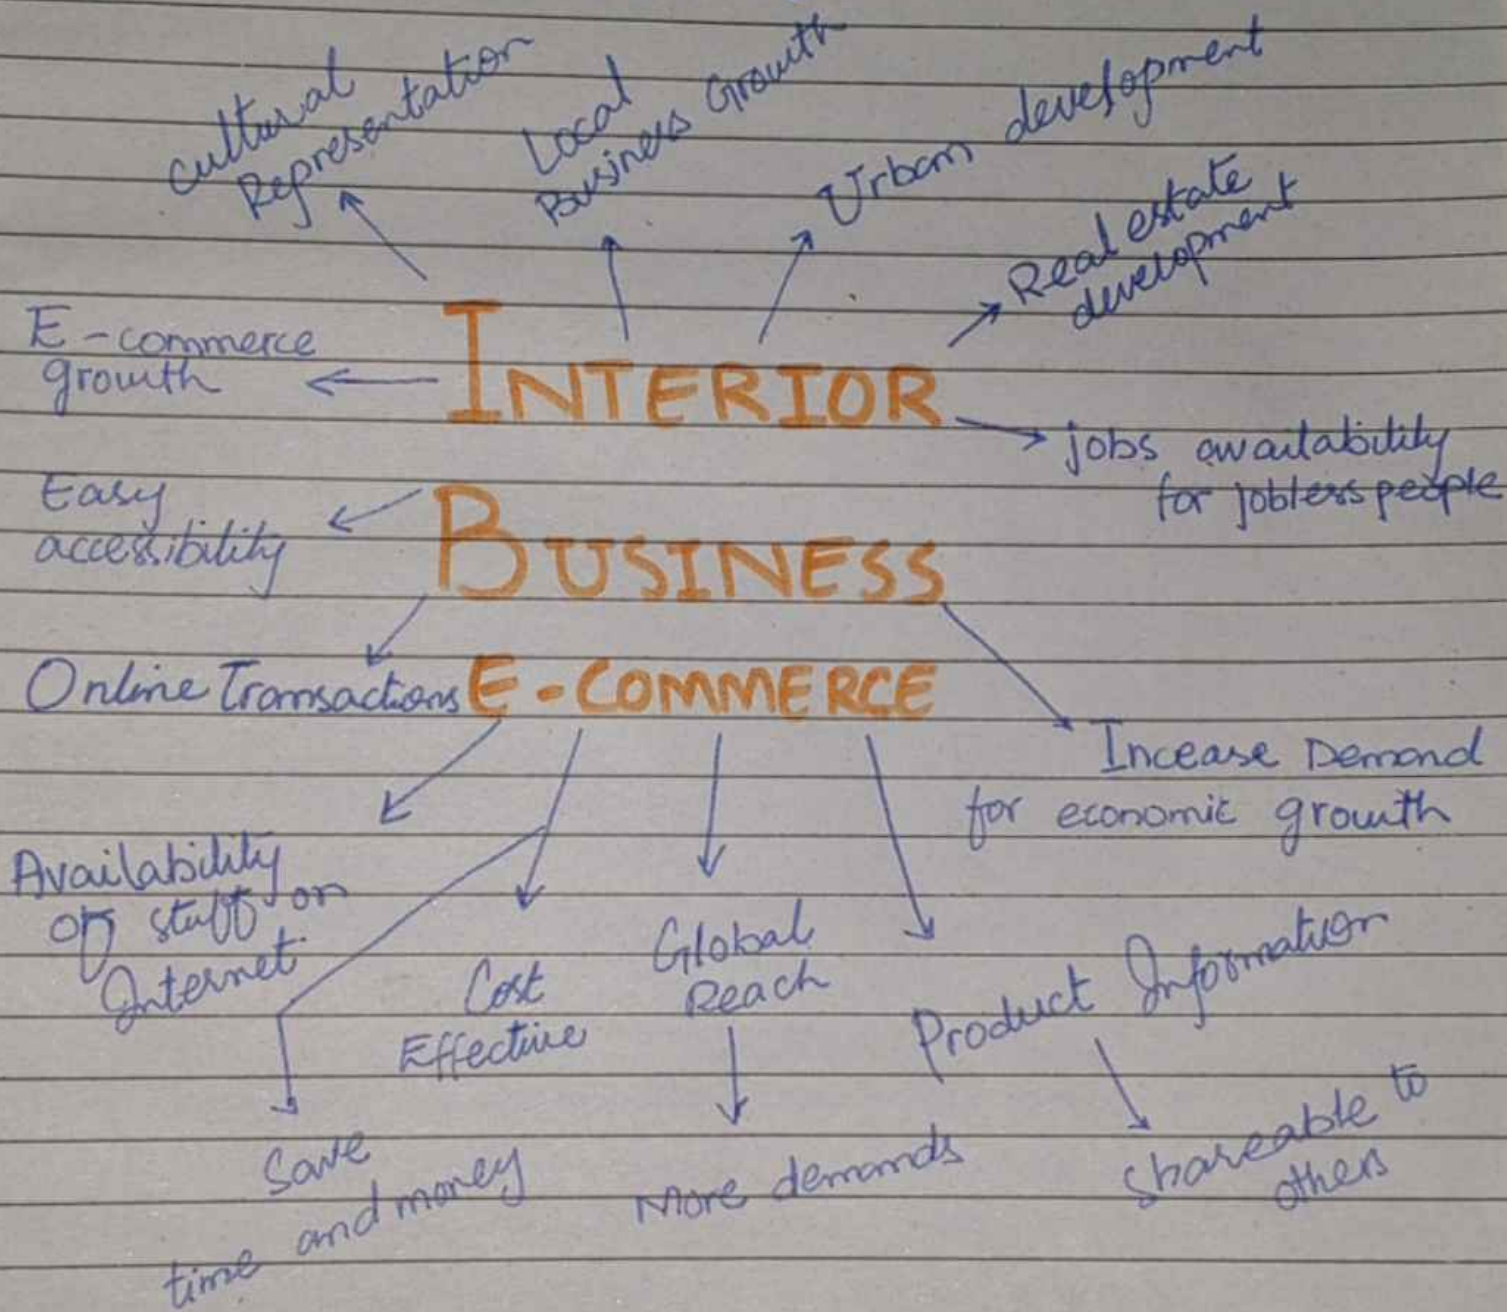 cultural
Representation
Local
Business Growth
Urban development
Real estate
development
E-commerce
growth
INTERIOR
jobs availability
for jobless people
Easy
accessibility
BUSINESS
Online Transactions
E-COMMERCE
Incease Demand
for economic growth
Availability
of stuff on
Internet
Cost
Effective
Global
Reach
Product Information
Save
time and money
More demands
Shareable to
others